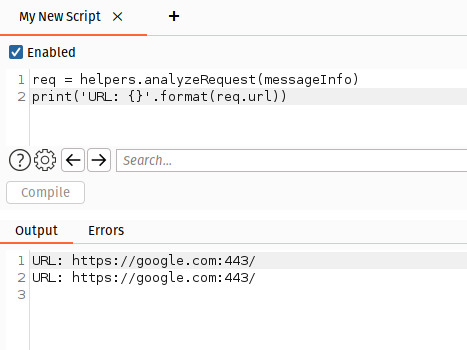 My New Script × +
Enabled
1 req = helpers.analyzeRequest(messageInfo)
2 print('URL: {}'.format(req.url))
? Search...
Compile
Output Errors
1 URL: https://google.com:443/
2 URL: https://google.com:443/
3